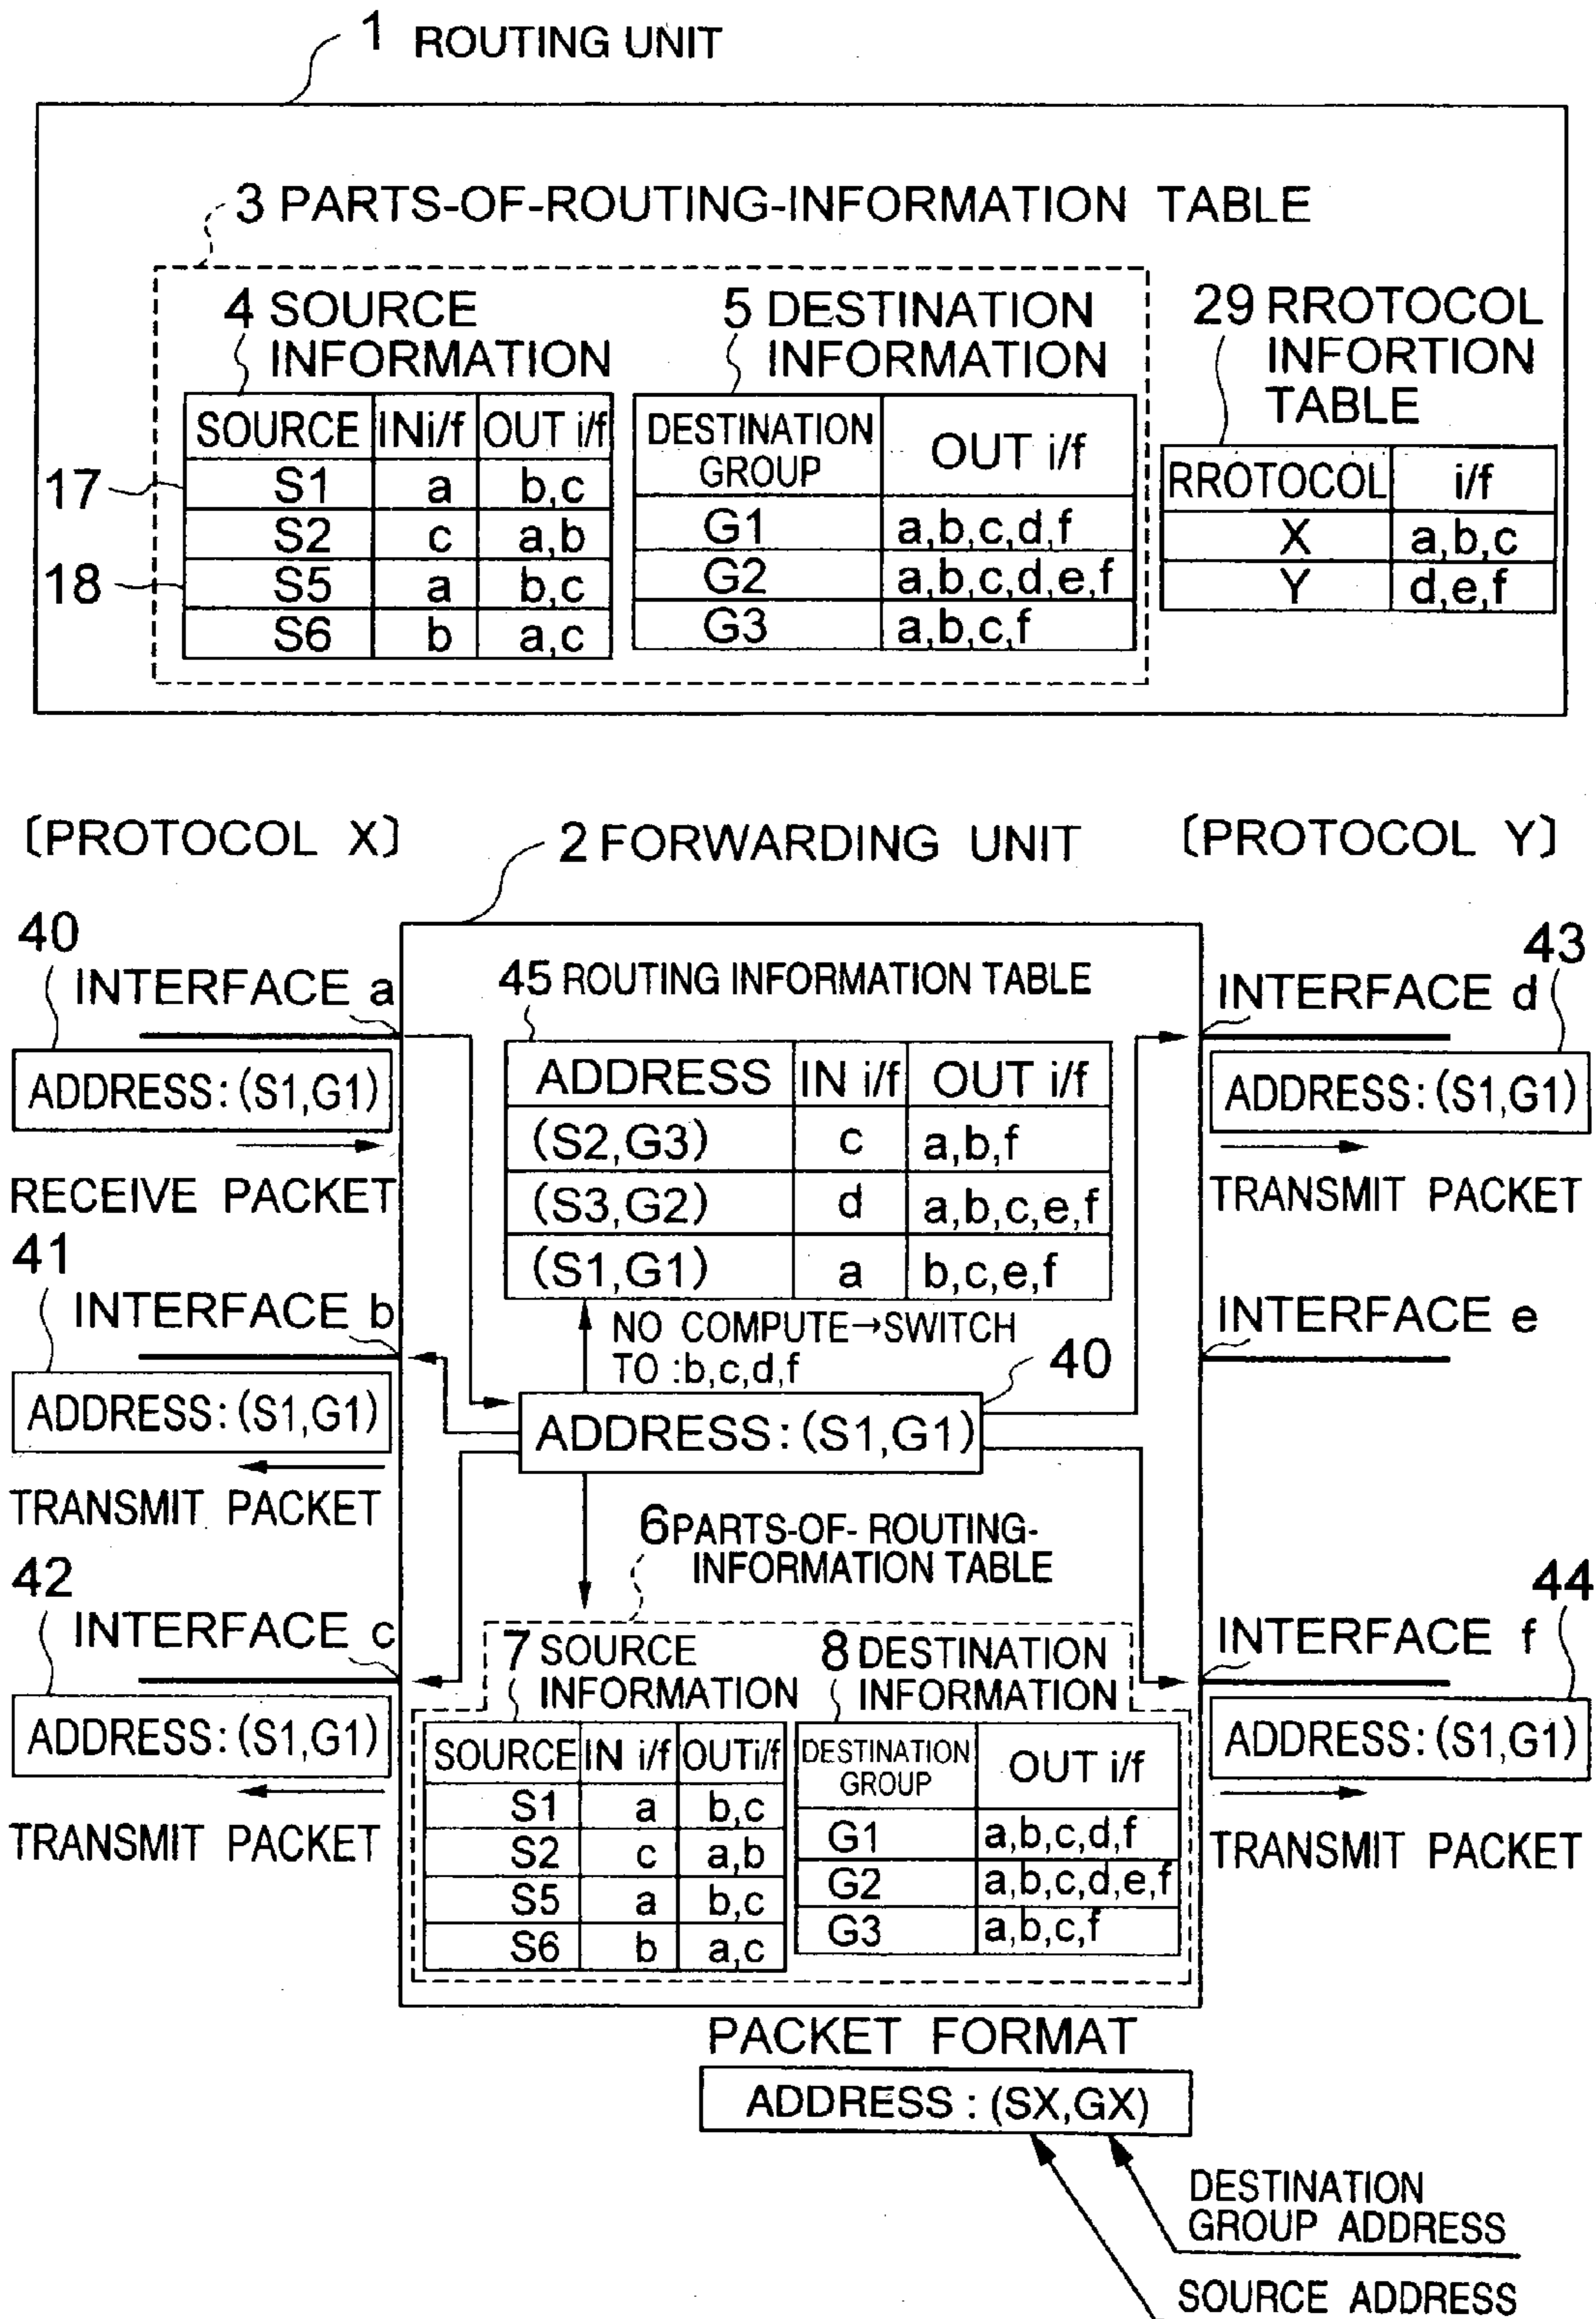 1 ROUTING UNIT
3 PARTS-OF-ROUTING-INFORMATION TABLE
4 SOURCE INFORMATION
SOURCE INi/f OUT i/f
17 S1 a b,c
S2 c a,b
18 S5 a b,c
S6 b a,c
5 DESTINATION INFORMATION
DESTINATION GROUP OUT i/f
G1 a,b,c,d,f
G2 a,b,c,d,e,f
G3 a,b,c,f
29 RROTOCOL
INFORTION
TABLE
RROTOCOL i/f
X a,b,c
Y d,e,f
[PROTOCOL X]
2 FORWARDING UNIT
[PROTOCOL Y]
40
INTERFACE a
ADDRESS:(S1,G1)
RECEIVE PACKET
41
INTERFACE b
ADDRESS:(S1,G1)
TRANSMIT PACKET
42
INTERFACE c
ADDRESS:(S1,G1)
TRANSMIT PACKET
45 ROUTING INFORMATION TABLE
ADDRESS IN i/f OUT i/f
(S2,G3) c a,b,f
(S3,G2) d a,b,c,e,f
(S1,G1) a b,c,e,f
NO COMPUTE→SWITCH
TO :b,c,d,f
40
ADDRESS:(S1,G1)
6 PARTS-OF- ROUTING-
INFORMATION TABLE
7 SOURCE
INFORMATION
SOURCE IN i/f OUTi/f
S1 a b,c
S2 c a,b
S5 a b,c
S6 b a,c
8 DESTINATION
INFORMATION
DESTINATION GROUP OUT i/f
G1 a,b,c,d,f
G2 a,b,c,d,e,f
G3 a,b,c,f
43
INTERFACE d
ADDRESS:(S1,G1)
TRANSMIT PACKET
INTERFACE e
44
INTERFACE f
ADDRESS:(S1,G1)
TRANSMIT PACKET
PACKET FORMAT
ADDRESS : (SX,GX)
DESTINATION
GROUP ADDRESS
SOURCE ADDRESS